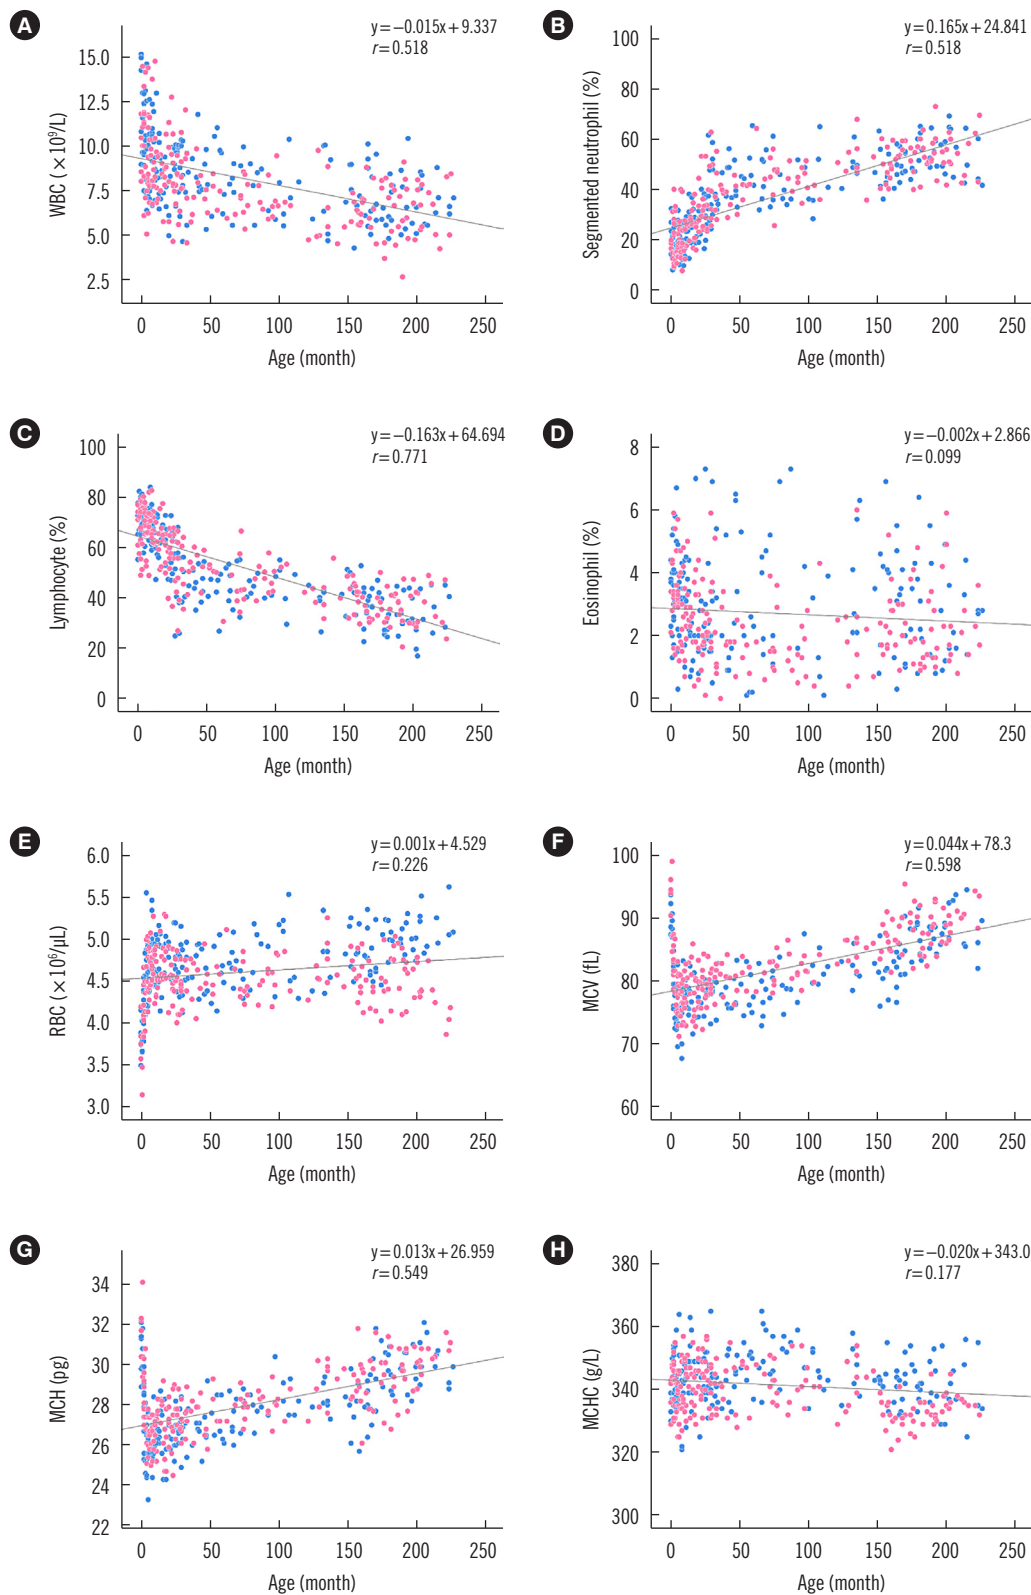 A
y=−0.015x+9.337
r=0.518
WBC (×10⁹/L)
15.0
12.5
10.0
7.5
5.0
2.5
0 50 100 150 200 250
Age (month)
B
y=0.165x+24.841
r=0.518
Segmented neutrophil (%)
100
80
60
40
20
0
0 50 100 150 200 250
Age (month)
C
y=−0.163x+64.694
r=0.771
Lymphocyte (%)
100
80
60
40
20
0
0 50 100 150 200 250
Age (month)
D
y=−0.002x+2.866
r=0.099
Eosinophil (%)
8
6
4
2
0
0 50 100 150 200 250
Age (month)
E
y=0.001x+4.529
r=0.226
RBC (×10⁶/µL)
6.0
5.5
5.0
4.5
4.0
3.5
3.0
0 50 100 150 200 250
Age (month)
F
y=0.044x+78.3
r=0.598
MCV (fL)
100
90
80
70
60
0 50 100 150 200 250
Age (month)
G
y=0.013x+26.959
r=0.549
MCH (pg)
34
32
30
28
26
24
22
0 50 100 150 200 250
Age (month)
H
y=−0.020x+343.0
r=0.177
MCHC (g/L)
380
360
340
320
300
0 50 100 150 200 250
Age (month)